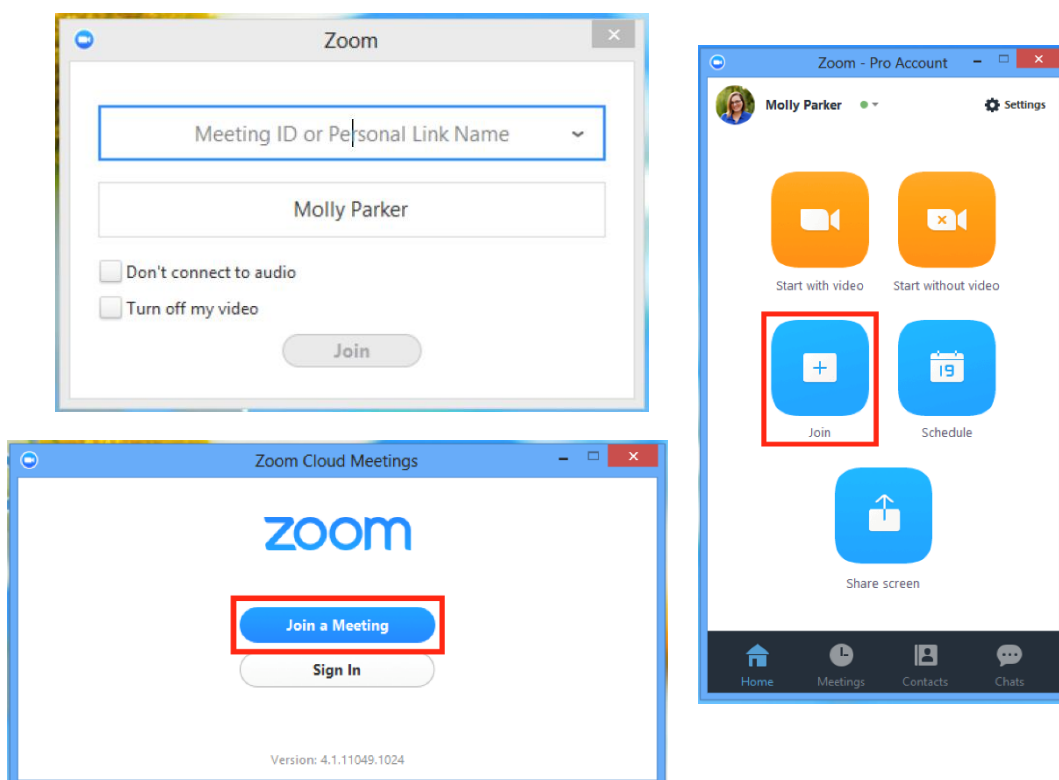 Zoom
Meeting ID or Personal Link Name
Molly Parker
Don't connect to audio
Turn off my video
Join
Zoom Cloud Meetings
zoom
Join a Meeting
Sign In
Version: 4.1.11049.1024
Zoom - Pro Account
Molly Parker Settings
Start with video Start without video
19
Join Schedule
Share screen
Home Meetings Contacts Chats